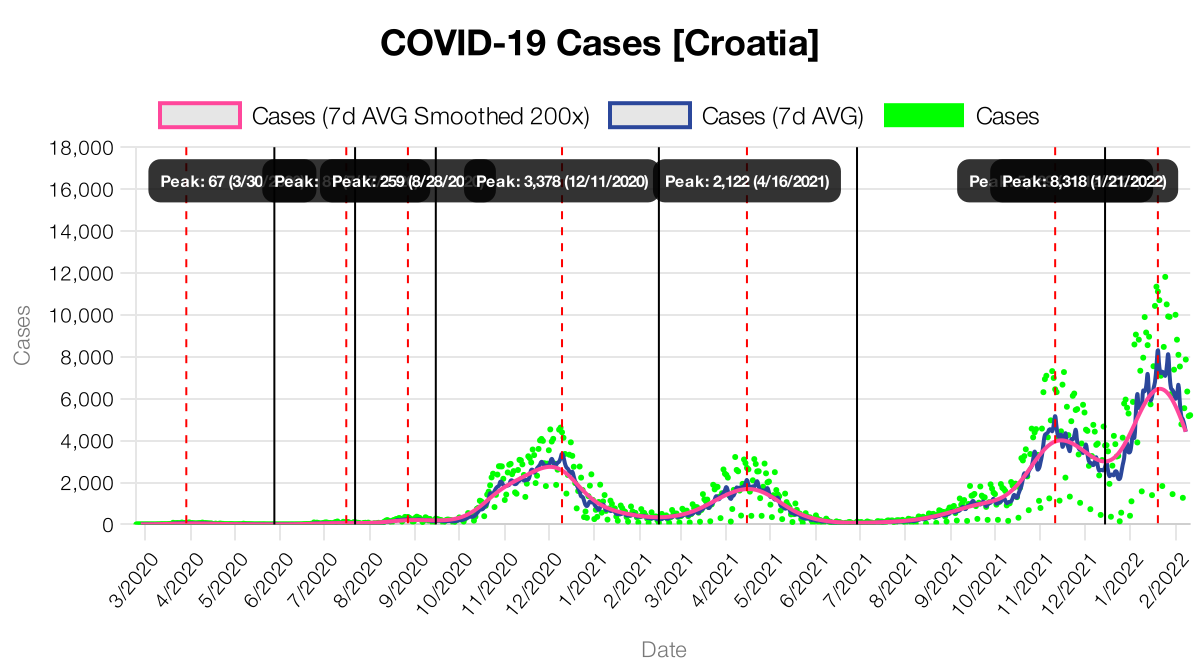 COVID-19 Cases [Croatia]
Cases (7d AVG Smoothed 200x)
Cases (7d AVG)
Cases
18,000
16,000
14,000
12,000
10,000
8,000
6,000
4,000
2,000
0
Peak: 67 (3/30
Peak:
Peak: 259 (8/28/20
Peak: 3,378 (12/11/2020)
Peak: 2,122 (4/16/2021)
Peak: 8,318 (1/21/2022)
Cases
3/2020
4/2020
5/2020
6/2020
7/2020
8/2020
9/2020
10/2020
11/2020
12/2020
1/2021
2/2021
3/2021
4/2021
5/2021
6/2021
7/2021
8/2021
9/2021
10/2021
11/2021
12/2021
1/2022
2/2022
Date